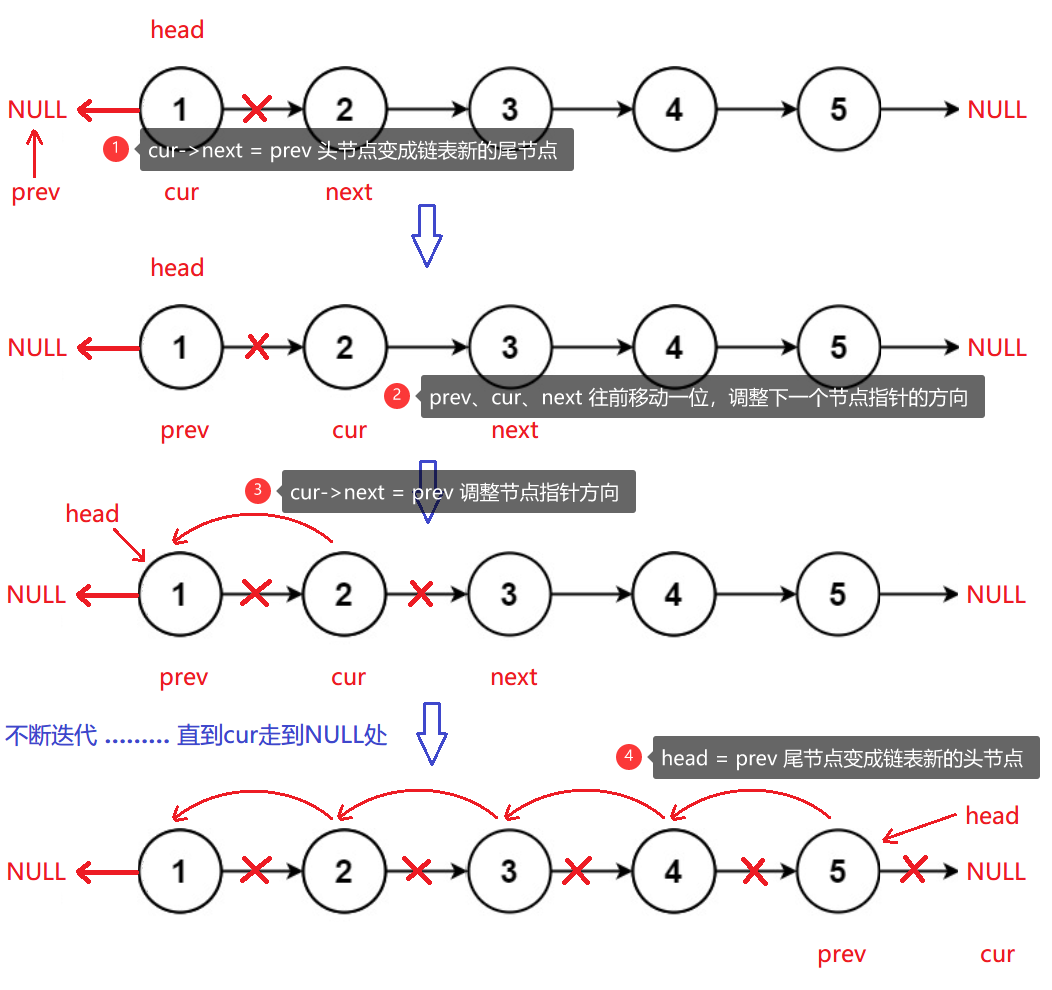 head
NULL 1 2 3 4 5 NULL
1 cur->next = prev 头节点变成链表新的尾节点
prev cur next
head
NULL 1 2 3 4 5 NULL
2 prev、cur、next 往前移动一位，调整下一个节点指针的方向
prev cur next
3 cur->next = prev 调整节点指针方向
head
NULL 1 2 3 4 5 NULL
prev cur next
不断迭代 ......... 直到cur走到NULL处
4 head = prev 尾节点变成链表新的头节点
head
NULL 1 2 3 4 5 NULL
prev cur